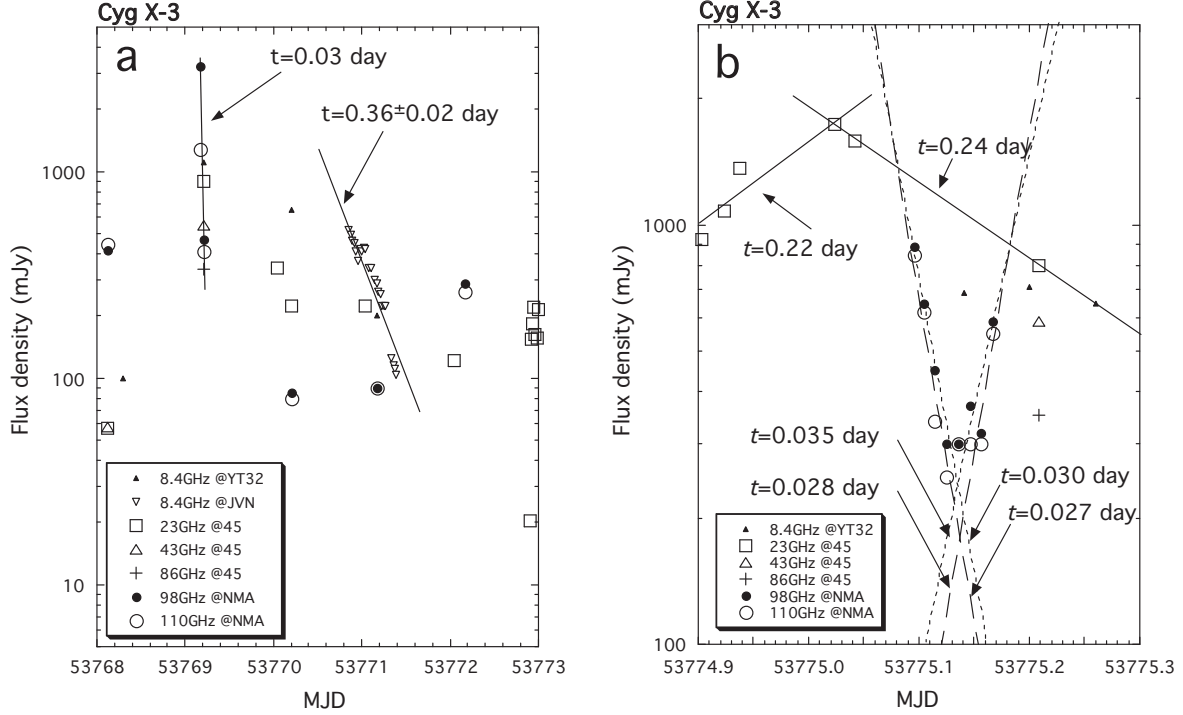 Cyg X-3
a
t=0.03 day
t=0.36±0.02 day
1000
100
10
Flux density (mJy)
8.4GHz @YT32
8.4GHz @JVN
23GHz @45
43GHz @45
86GHz @45
98GHz @NMA
110GHz @NMA
53768
53769
53770
53771
53772
53773
MJD
Cyg X-3
b
t=0.24 day
t=0.22 day
1000
t=0.035 day
t=0.028 day
t=0.030 day
t=0.027 day
100
Flux density (mJy)
8.4GHz @YT32
23GHz @45
43GHz @45
86GHz @45
98GHz @NMA
110GHz @NMA
53774.9
53775.0
53775.1
53775.2
53775.3
MJD